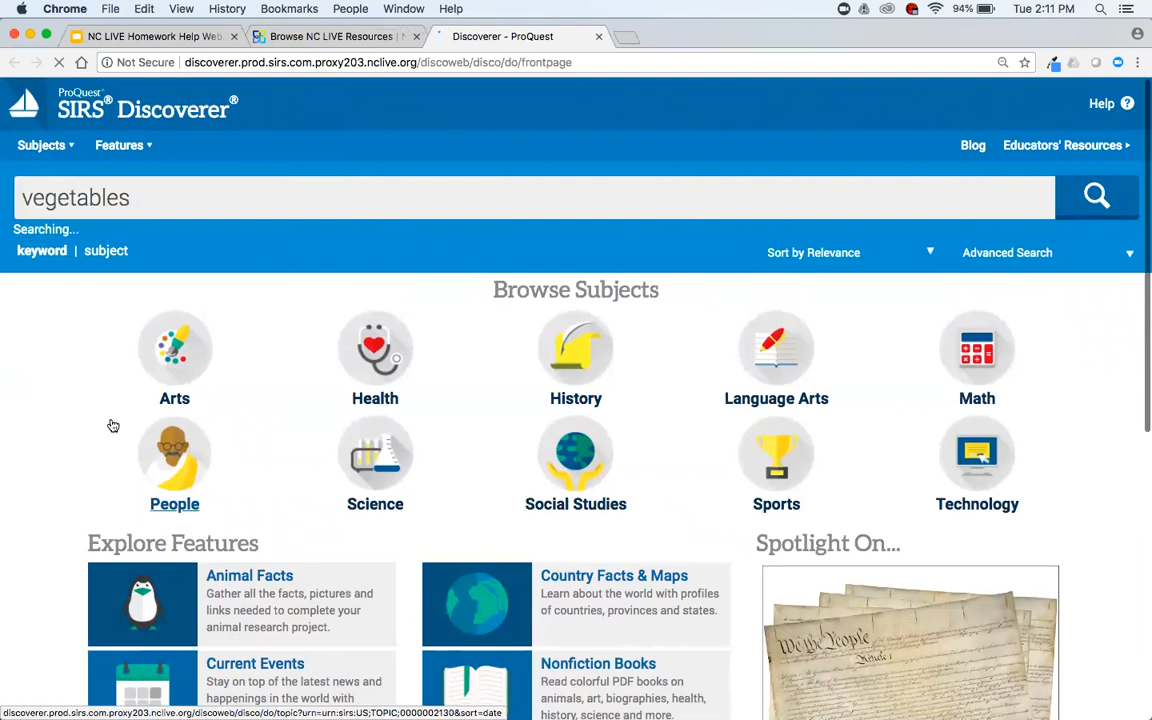 Chrome File Edit View History Bookmarks People Window Help 94% Tue 2:11 PM
NC LIVE Homework Help Web × Browse NC LIVE Resources | N × Discoverer - ProQuest ×
Not Secure discoverer.prod.sirs.com.proxy203.nclive.org/discoweb/disco/do/frontpage
ProQuest
SIRS® Discoverer®
Help ?
Subjects Features Blog Educators' Resources
vegetables
Searching...
keyword | subject Sort by Relevance Advanced Search
Browse Subjects
Arts Health History Language Arts Math
People Science Social Studies Sports Technology
Explore Features Spotlight On...
Animal Facts
Gather all the facts, pictures and
links needed to complete your
animal research project.
Country Facts & Maps
Learn about the world with profiles
of countries, provinces and states.
We the People
Current Events
Stay on top of the latest news and
happenings in the world with
Nonfiction Books
Read colorful PDF books on
animals, art, biographies, health,
history, science and more.
discoverer.prod.sirs.com.proxy203.nclive.org/discoweb/disco/do/topic?urn=urn:sirs:US;TOPIC;0000002130&sort=date